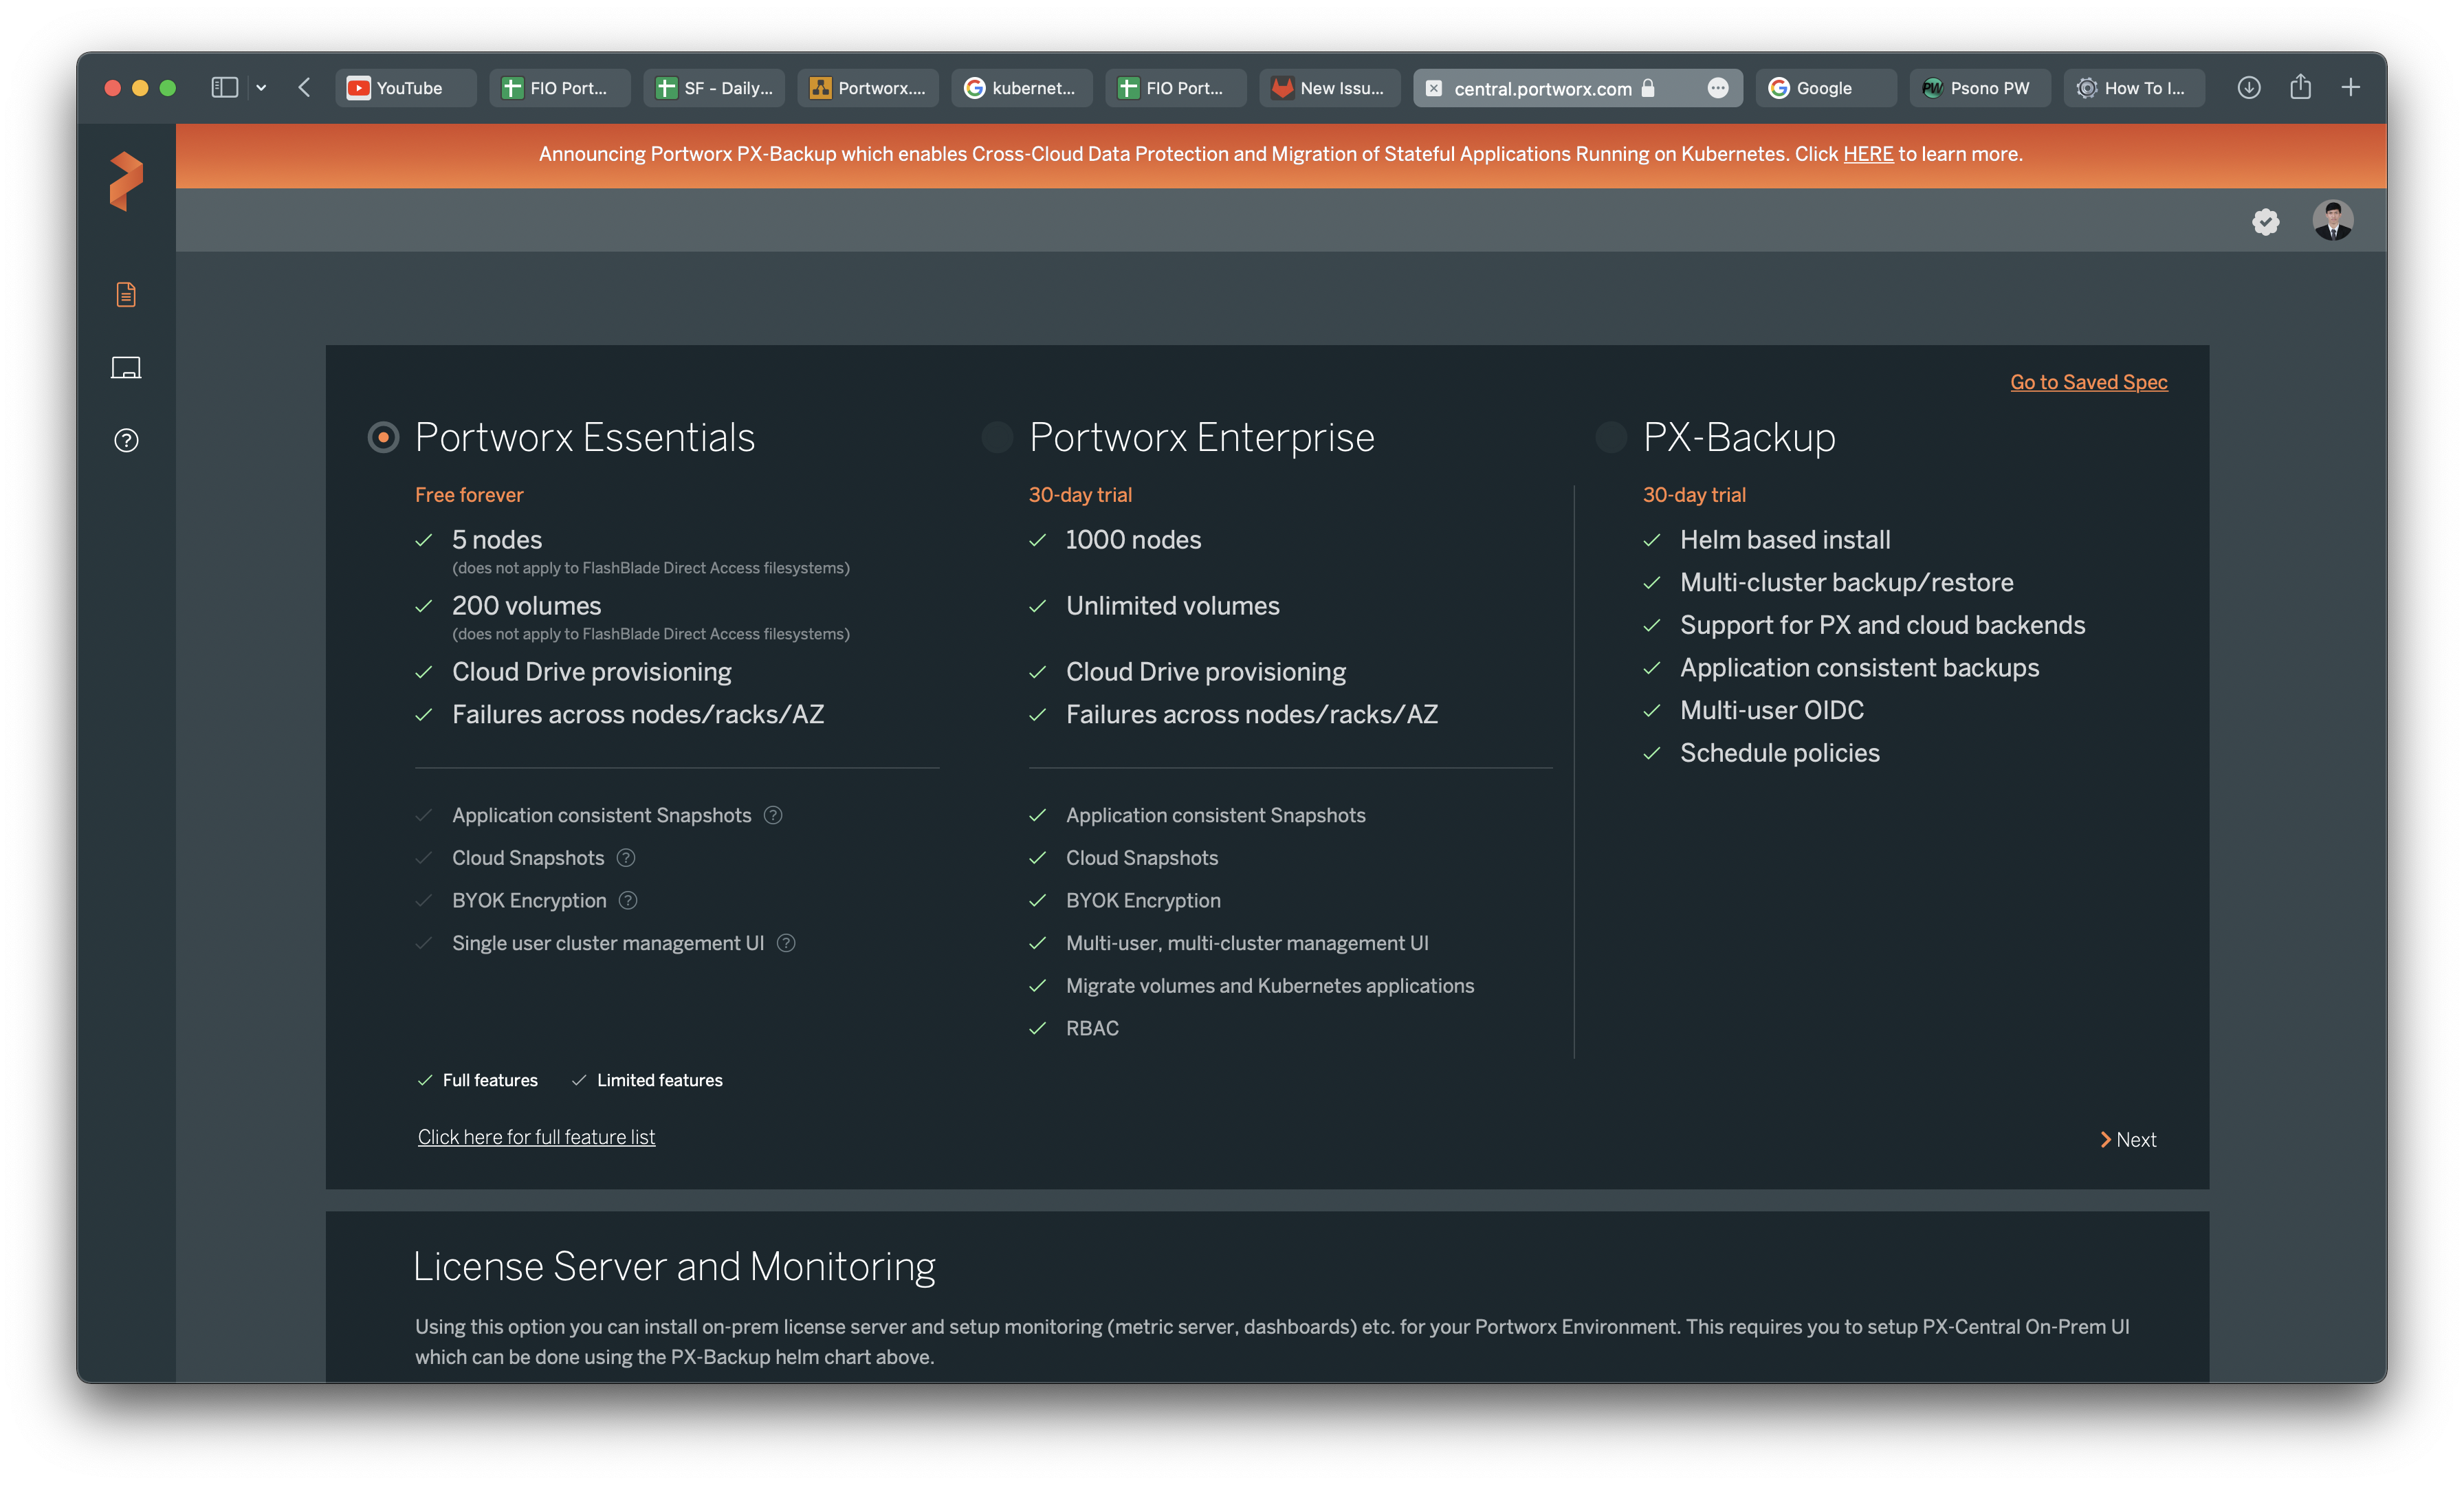 YouTube
FIO Port...
SF - Daily...
Portworx....
kubernet...
FIO Port...
New Issu...
central.portworx.com
Google
PW
Psono PW
How To I...
Announcing Portworx PX-Backup which enables Cross-Cloud Data Protection and Migration of Stateful Applications Running on Kubernetes. Click HERE to learn more.
Go to Saved Spec
Portworx Essentials
Free forever
5 nodes
(does not apply to FlashBlade Direct Access filesystems)
200 volumes
(does not apply to FlashBlade Direct Access filesystems)
Cloud Drive provisioning
Failures across nodes/racks/AZ
Application consistent Snapshots ?
Cloud Snapshots ?
BYOK Encryption ?
Single user cluster management UI ?
Portworx Enterprise
30-day trial
1000 nodes
Unlimited volumes
Cloud Drive provisioning
Failures across nodes/racks/AZ
Application consistent Snapshots
Cloud Snapshots
BYOK Encryption
Multi-user, multi-cluster management UI
Migrate volumes and Kubernetes applications
RBAC
PX-Backup
30-day trial
Helm based install
Multi-cluster backup/restore
Support for PX and cloud backends
Application consistent backups
Multi-user OIDC
Schedule policies
Full features
Limited features
Click here for full feature list
Next
License Server and Monitoring
Using this option you can install on-prem license server and setup monitoring (metric server, dashboards) etc. for your Portworx Environment. This requires you to setup PX-Central On-Prem UI
which can be done using the PX-Backup helm chart above.